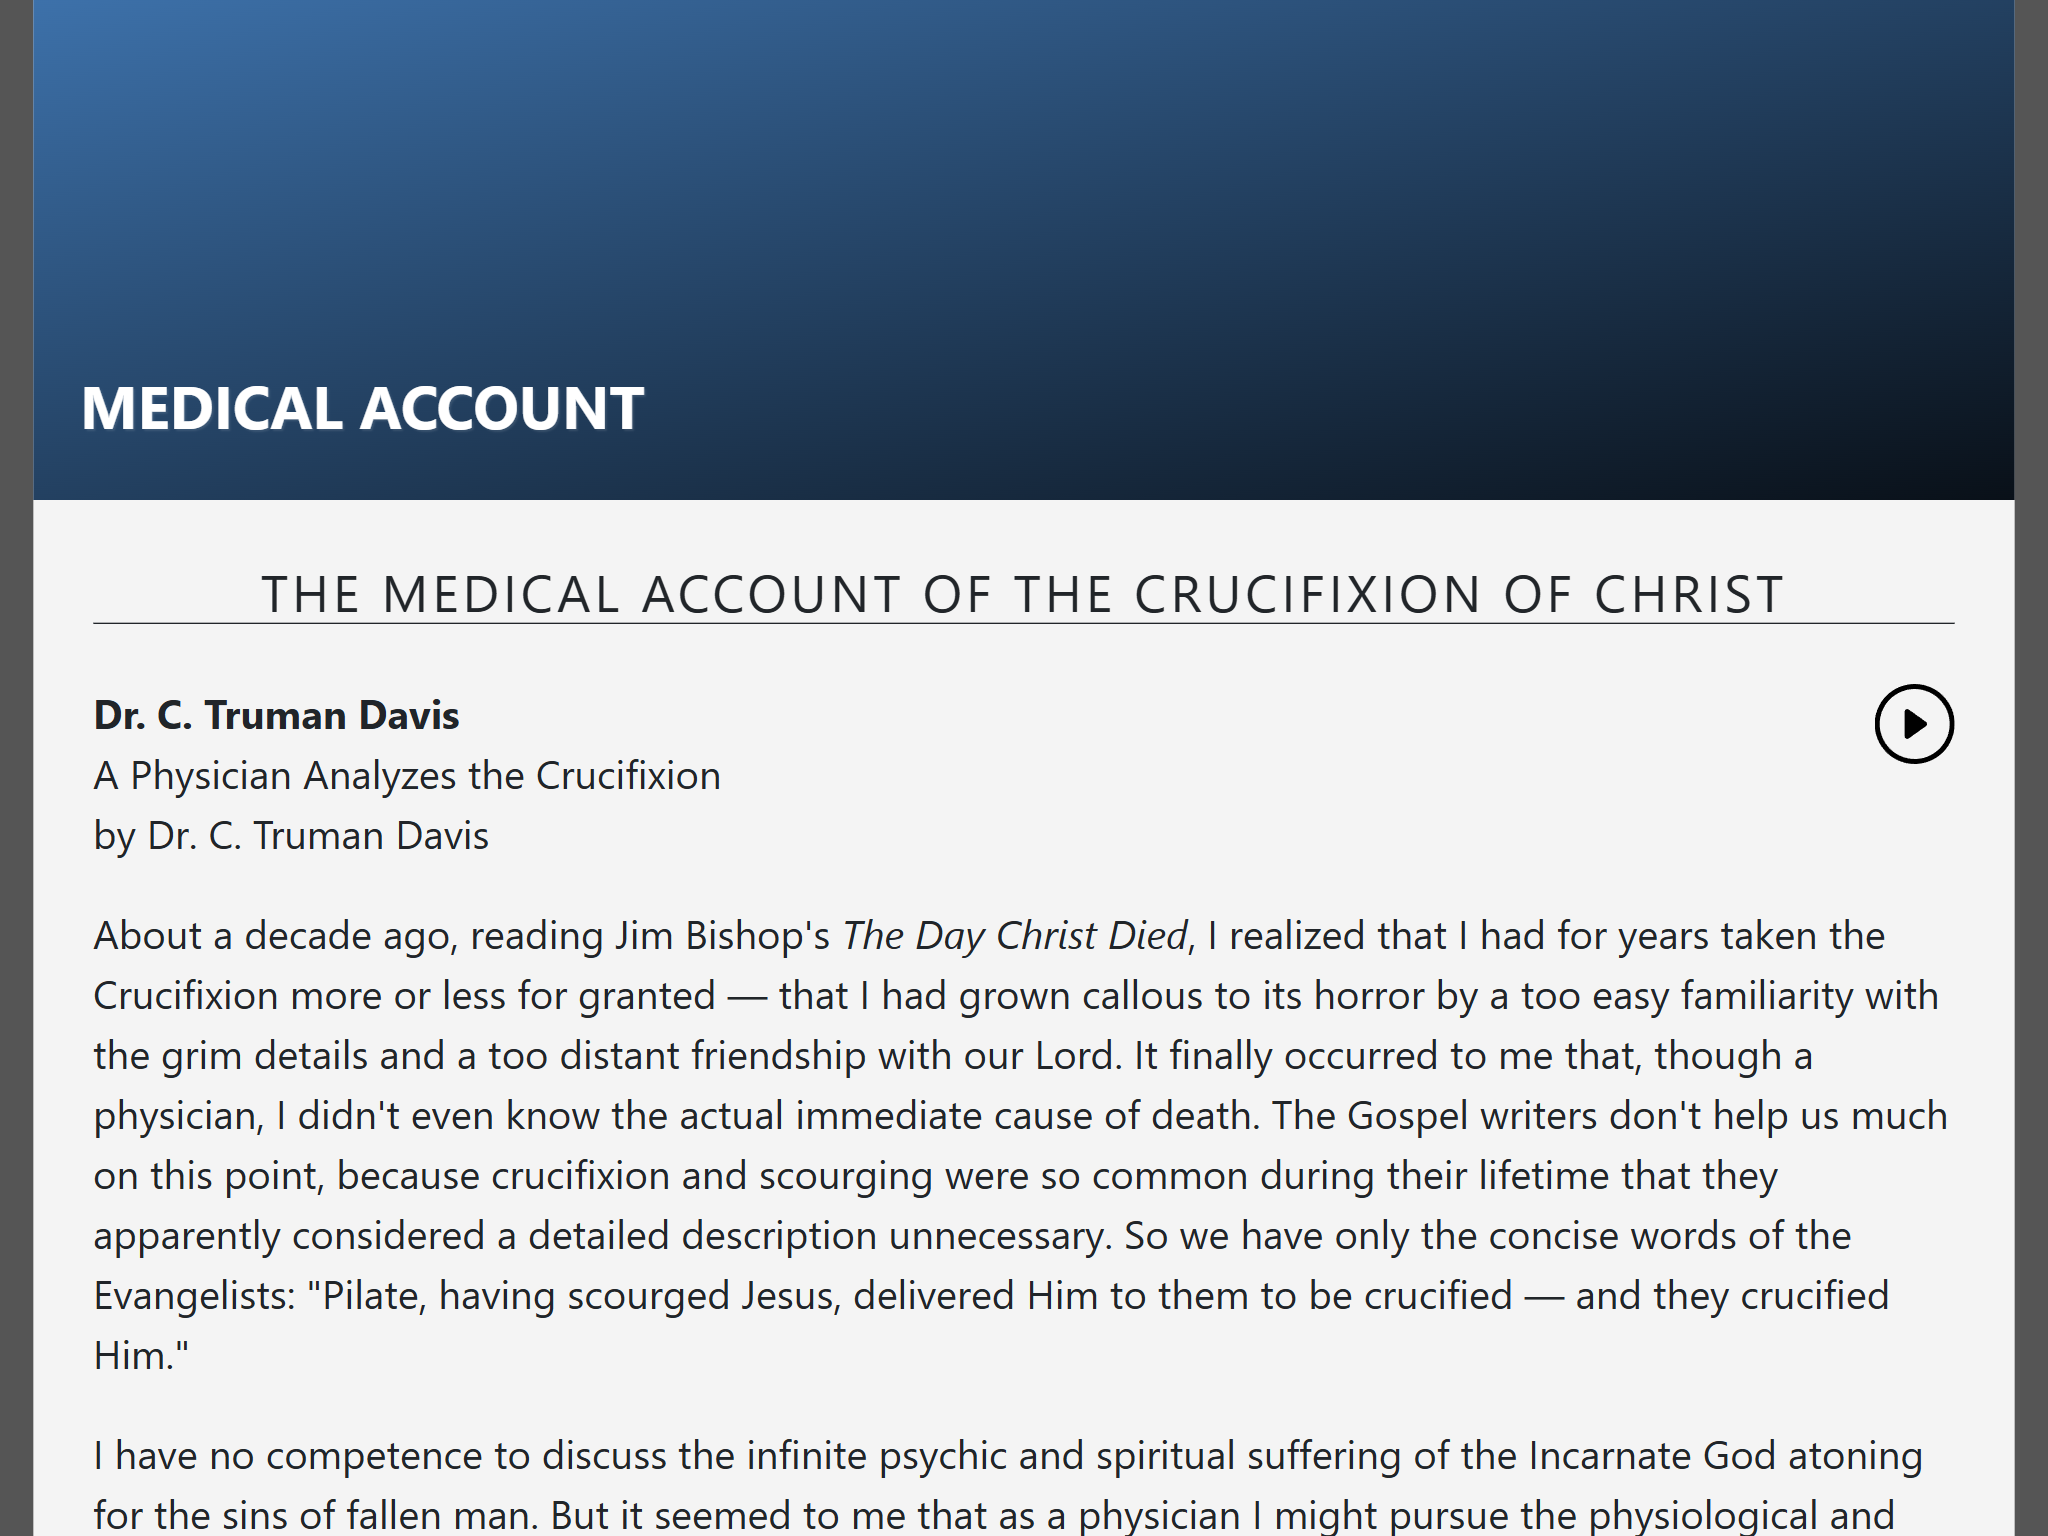 MEDICAL ACCOUNT
THE MEDICAL ACCOUNT OF THE CRUCIFIXION OF CHRIST
Dr. C. Truman Davis
A Physician Analyzes the Crucifixion
by Dr. C. Truman Davis
About a decade ago, reading Jim Bishop's The Day Christ Died, I realized that I had for years taken the
Crucifixion more or less for granted — that I had grown callous to its horror by a too easy familiarity with
the grim details and a too distant friendship with our Lord. It finally occurred to me that, though a
physician, I didn't even know the actual immediate cause of death. The Gospel writers don't help us much
on this point, because crucifixion and scourging were so common during their lifetime that they
apparently considered a detailed description unnecessary. So we have only the concise words of the
Evangelists: "Pilate, having scourged Jesus, delivered Him to them to be crucified — and they crucified
Him."
I have no competence to discuss the infinite psychic and spiritual suffering of the Incarnate God atoning
for the sins of fallen man. But it seemed to me that as a physician I might pursue the physiological and